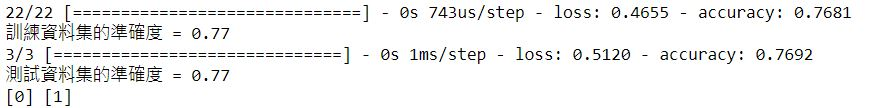 22/22 [==============================] - 0s 743us/step - loss: 0.4655 - accuracy: 0.7681
訓練資料集的準確度 = 0.77
3/3 [==============================] - 0s 1ms/step - loss: 0.5120 - accuracy: 0.7692
測試資料集的準確度 = 0.77
[0] [1]